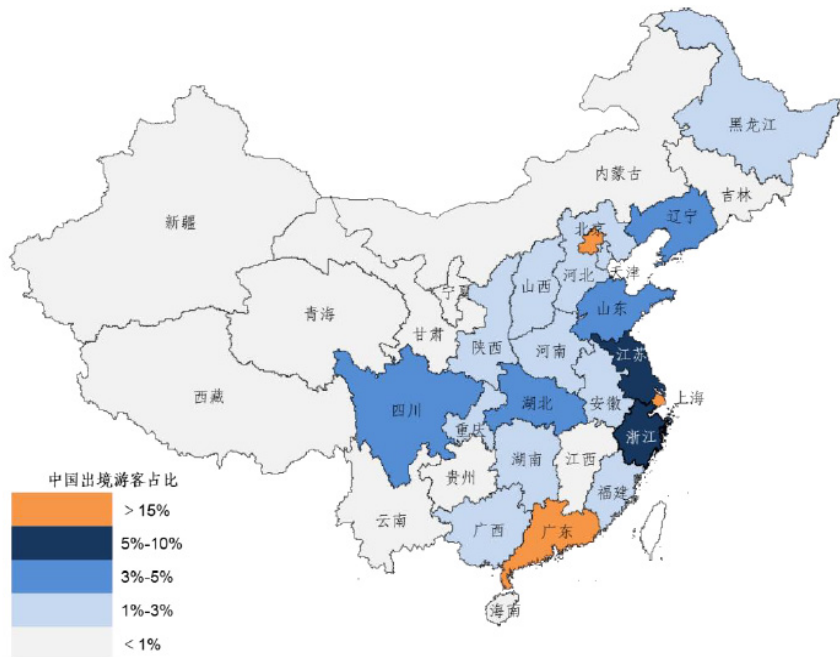 黑龙江
内蒙古
吉林
新疆
辽宁
北京
天津
河北
山西
宁夏
山东
青海
甘肃
陕西
河南
江苏
西藏
四川
湖北
安徽
上海
重庆
浙江
湖南
江西
贵州
福建
云南
广西
广东
海南
中国出境游客占比
> 15%
5%-10%
3%-5%
1%-3%
< 1%